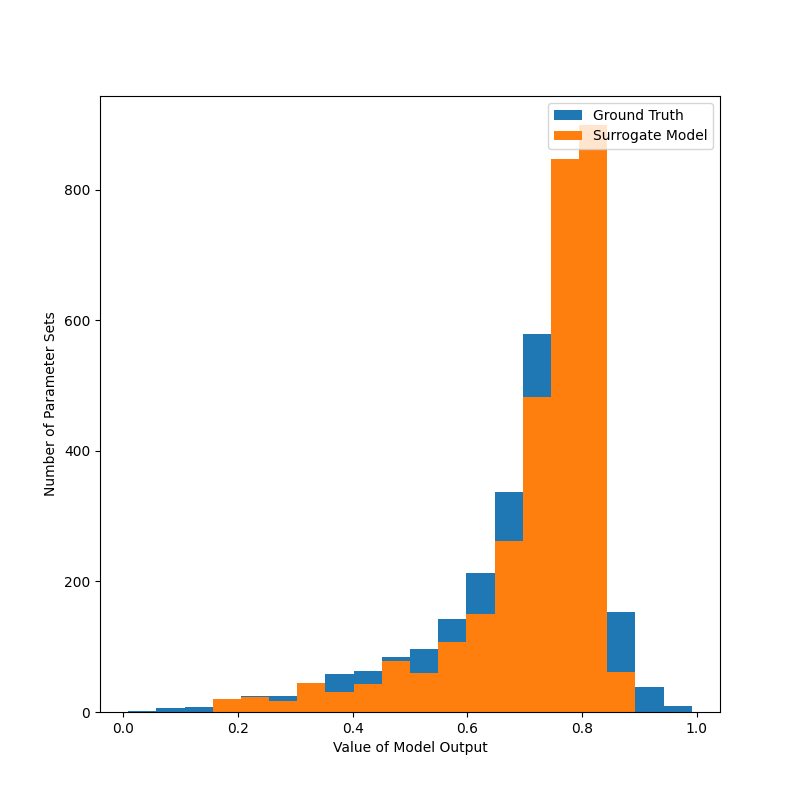 Ground Truth
Surrogate Model
800
600
400
200
0
0.0 0.2 0.4 0.6 0.8 1.0
Number of Parameter Sets
Value of Model Output